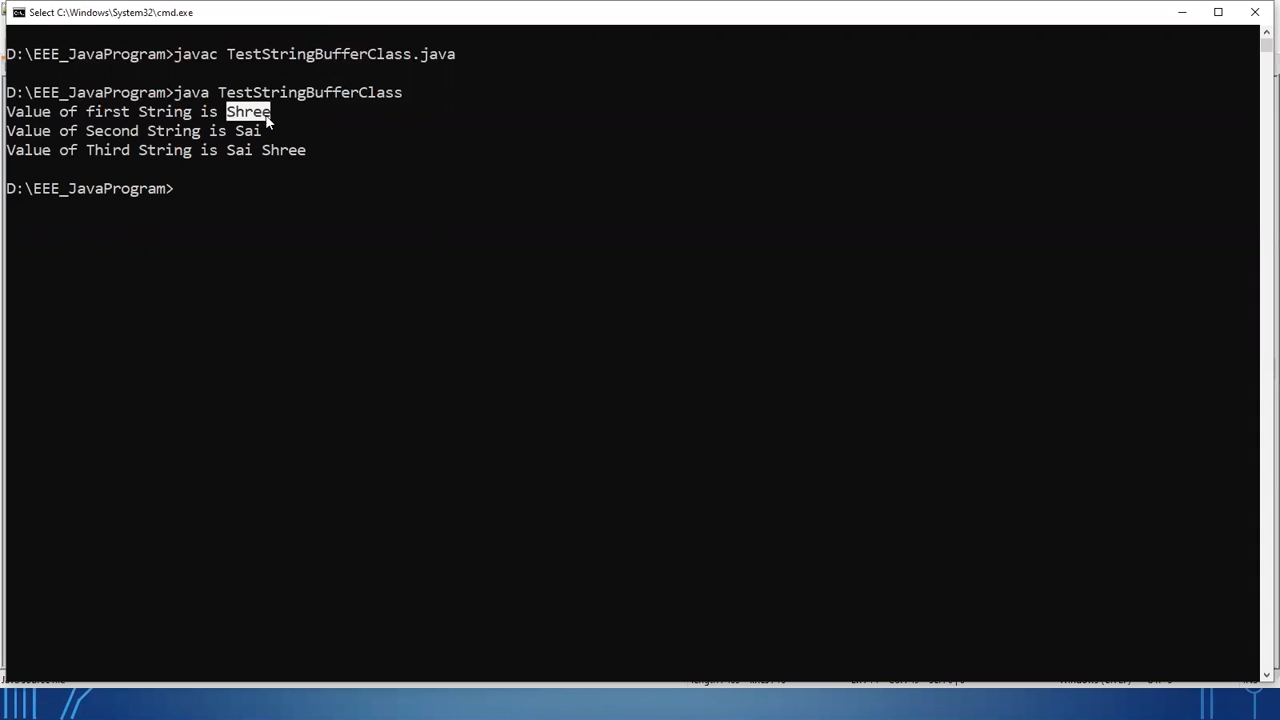 Select C:\Windows\System32\cmd.exe
D:\EEE_JavaProgram>javac TestStringBufferClass.java
D:\EEE_JavaProgram>java TestStringBufferClass
Value of first String is Shree
Value of Second String is Sai
Value of Third String is Sai Shree
D:\EEE_JavaProgram>